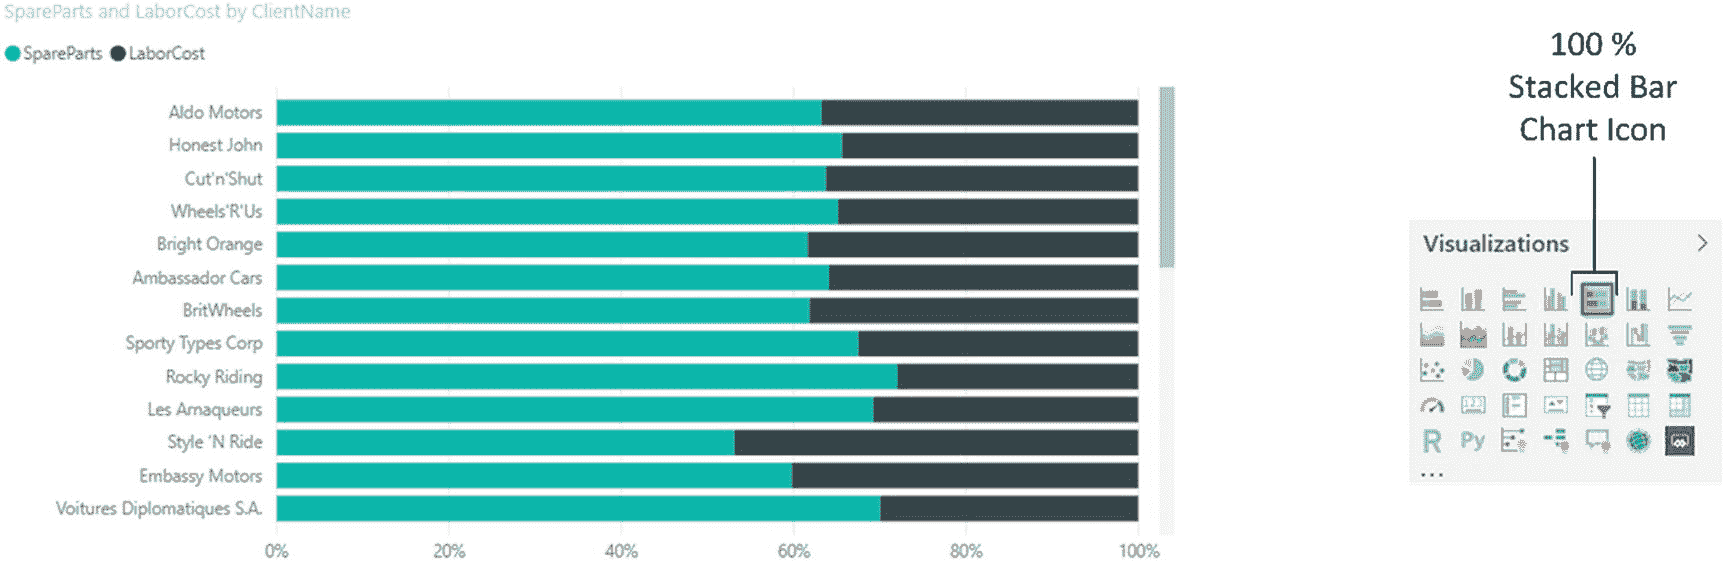 SpareParts and LaborCost by ClientName
SpareParts LaborCost
Aldo Motors
Honest John
Cut'n'Shut
Wheels'R'Us
Bright Orange
Ambassador Cars
BritWheels
Sporty Types Corp
Rocky Riding
Les Arnaqueurs
Style 'N Ride
Embassy Motors
Voitures Diplomatiques S.A.
0% 20% 40% 60% 80% 100%
100 %
Stacked Bar
Chart Icon
Visualizations
123
R Py
...